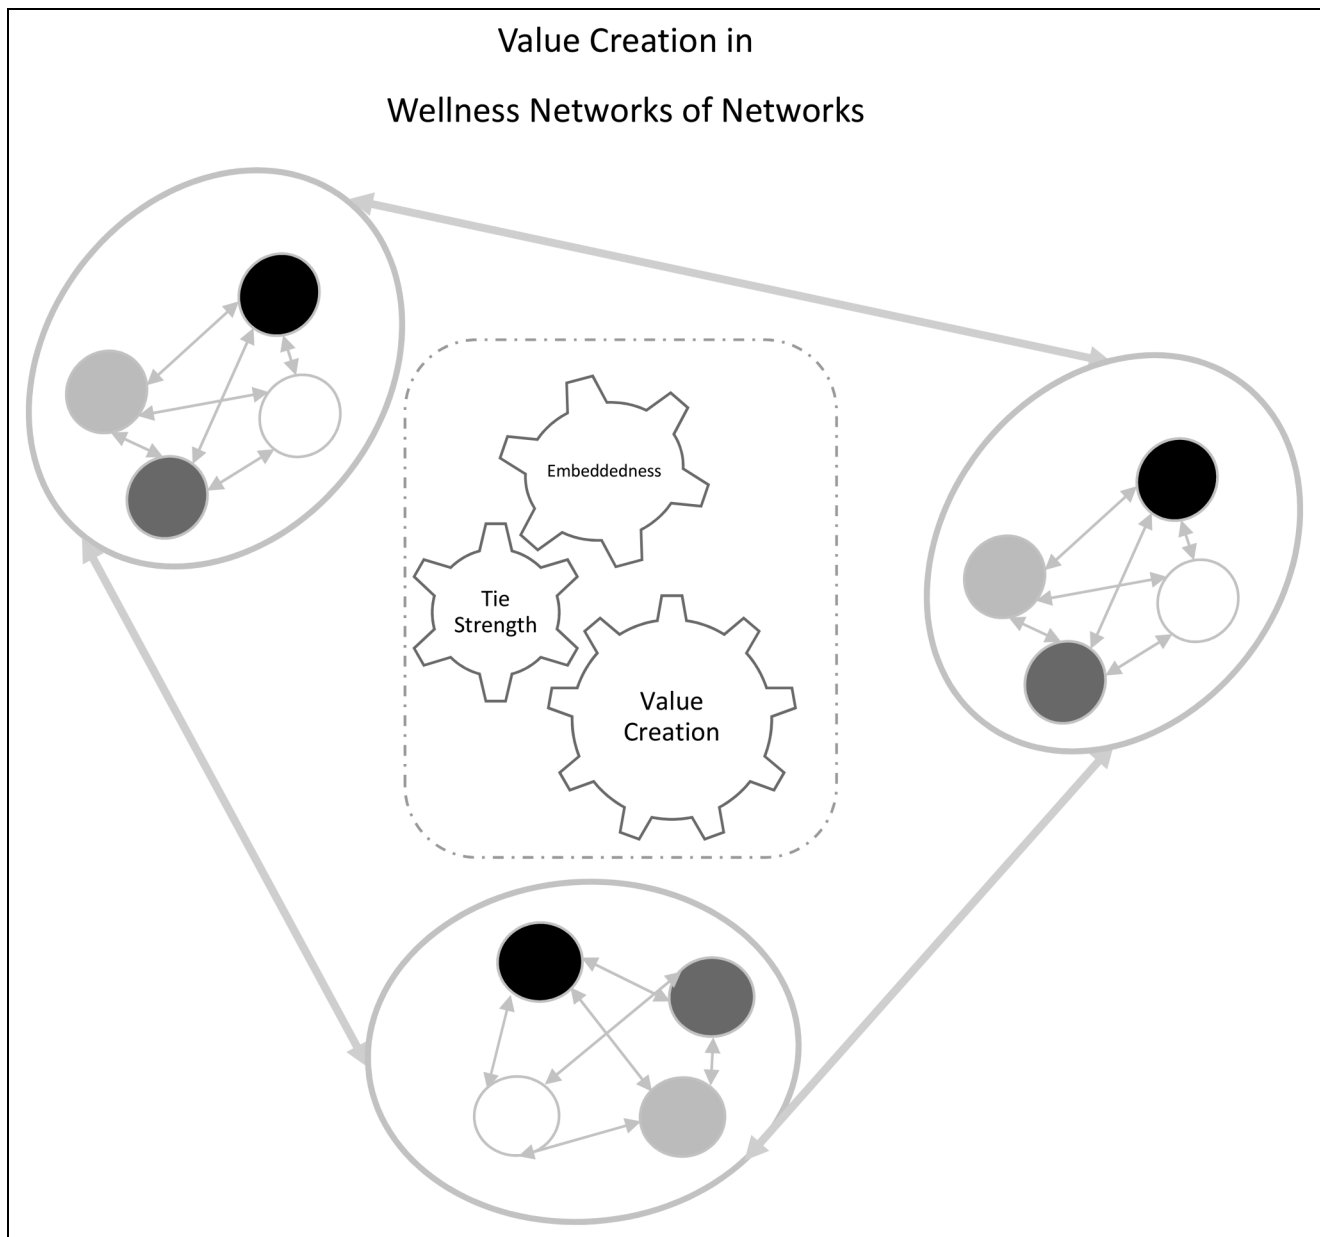 Value Creation in
Wellness Networks of Networks
Embeddedness
Tie
Strength
Value
Creation